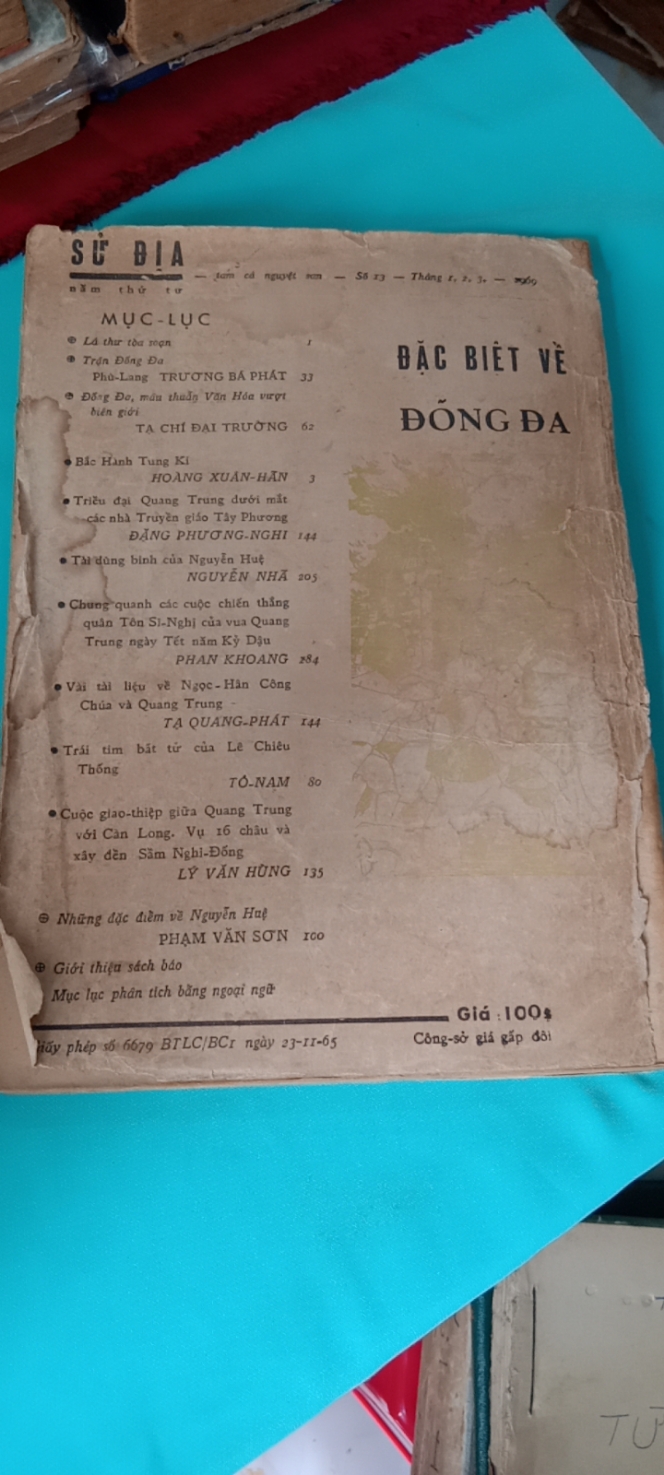 SỬ ĐỊA
— tam cá nguyệt san — Số 13 — Tháng 1, 2, 3, — 1969
năm thứ tư
MỤC-LỤC
Lá thư tòa soạn 1
Trận Đống Đa
Phù-Lang TRƯƠNG BÁ PHÁT 33
Đống Đa, mâu thuẫn Văn Hóa vượt
biên giới
TẠ CHÍ ĐẠI TRƯỜNG 62
Bắc Hành Tùng Kí
HOÀNG XUÂN-HÃN 3
Triều đại Quang Trung dưới mắt
các nhà Truyền giáo Tây Phương
ĐẶNG PHƯƠNG-NGHI 144
Tài dùng binh của Nguyễn Huệ
NGUYỄN NHÃ 205
Chung quanh các cuộc chiến thắng
quân Tôn Sĩ-Nghị của vua Quang
Trung ngày Tết năm Kỷ Dậu
PHAN KHOANG 284
Vài tài liệu về Ngọc-Hân Công
Chúa và Quang Trung
TẠ QUANG-PHÁT 144
Trái tim bất tử của Lê Chiêu
Thống
TÔ-NAM 80
Cuộc giao-thiệp giữa Quang Trung
với Càn Long. Vụ 16 châu và
xây đền Sầm Nghi-Đống
LÝ VĂN HÙNG 135
Những đặc điểm về Nguyễn Huệ
PHẠM VĂN SƠN 100
Giới thiệu sách báo
Mục lục phân tích bằng ngoại ngữ
ĐẶC BIỆT VỀ
ĐỐNG ĐA
Giá : 100$
Công-sở giá gấp đôi
iấy phép số 6679 BTLC/BC1 ngày 23-11-65
TỪ